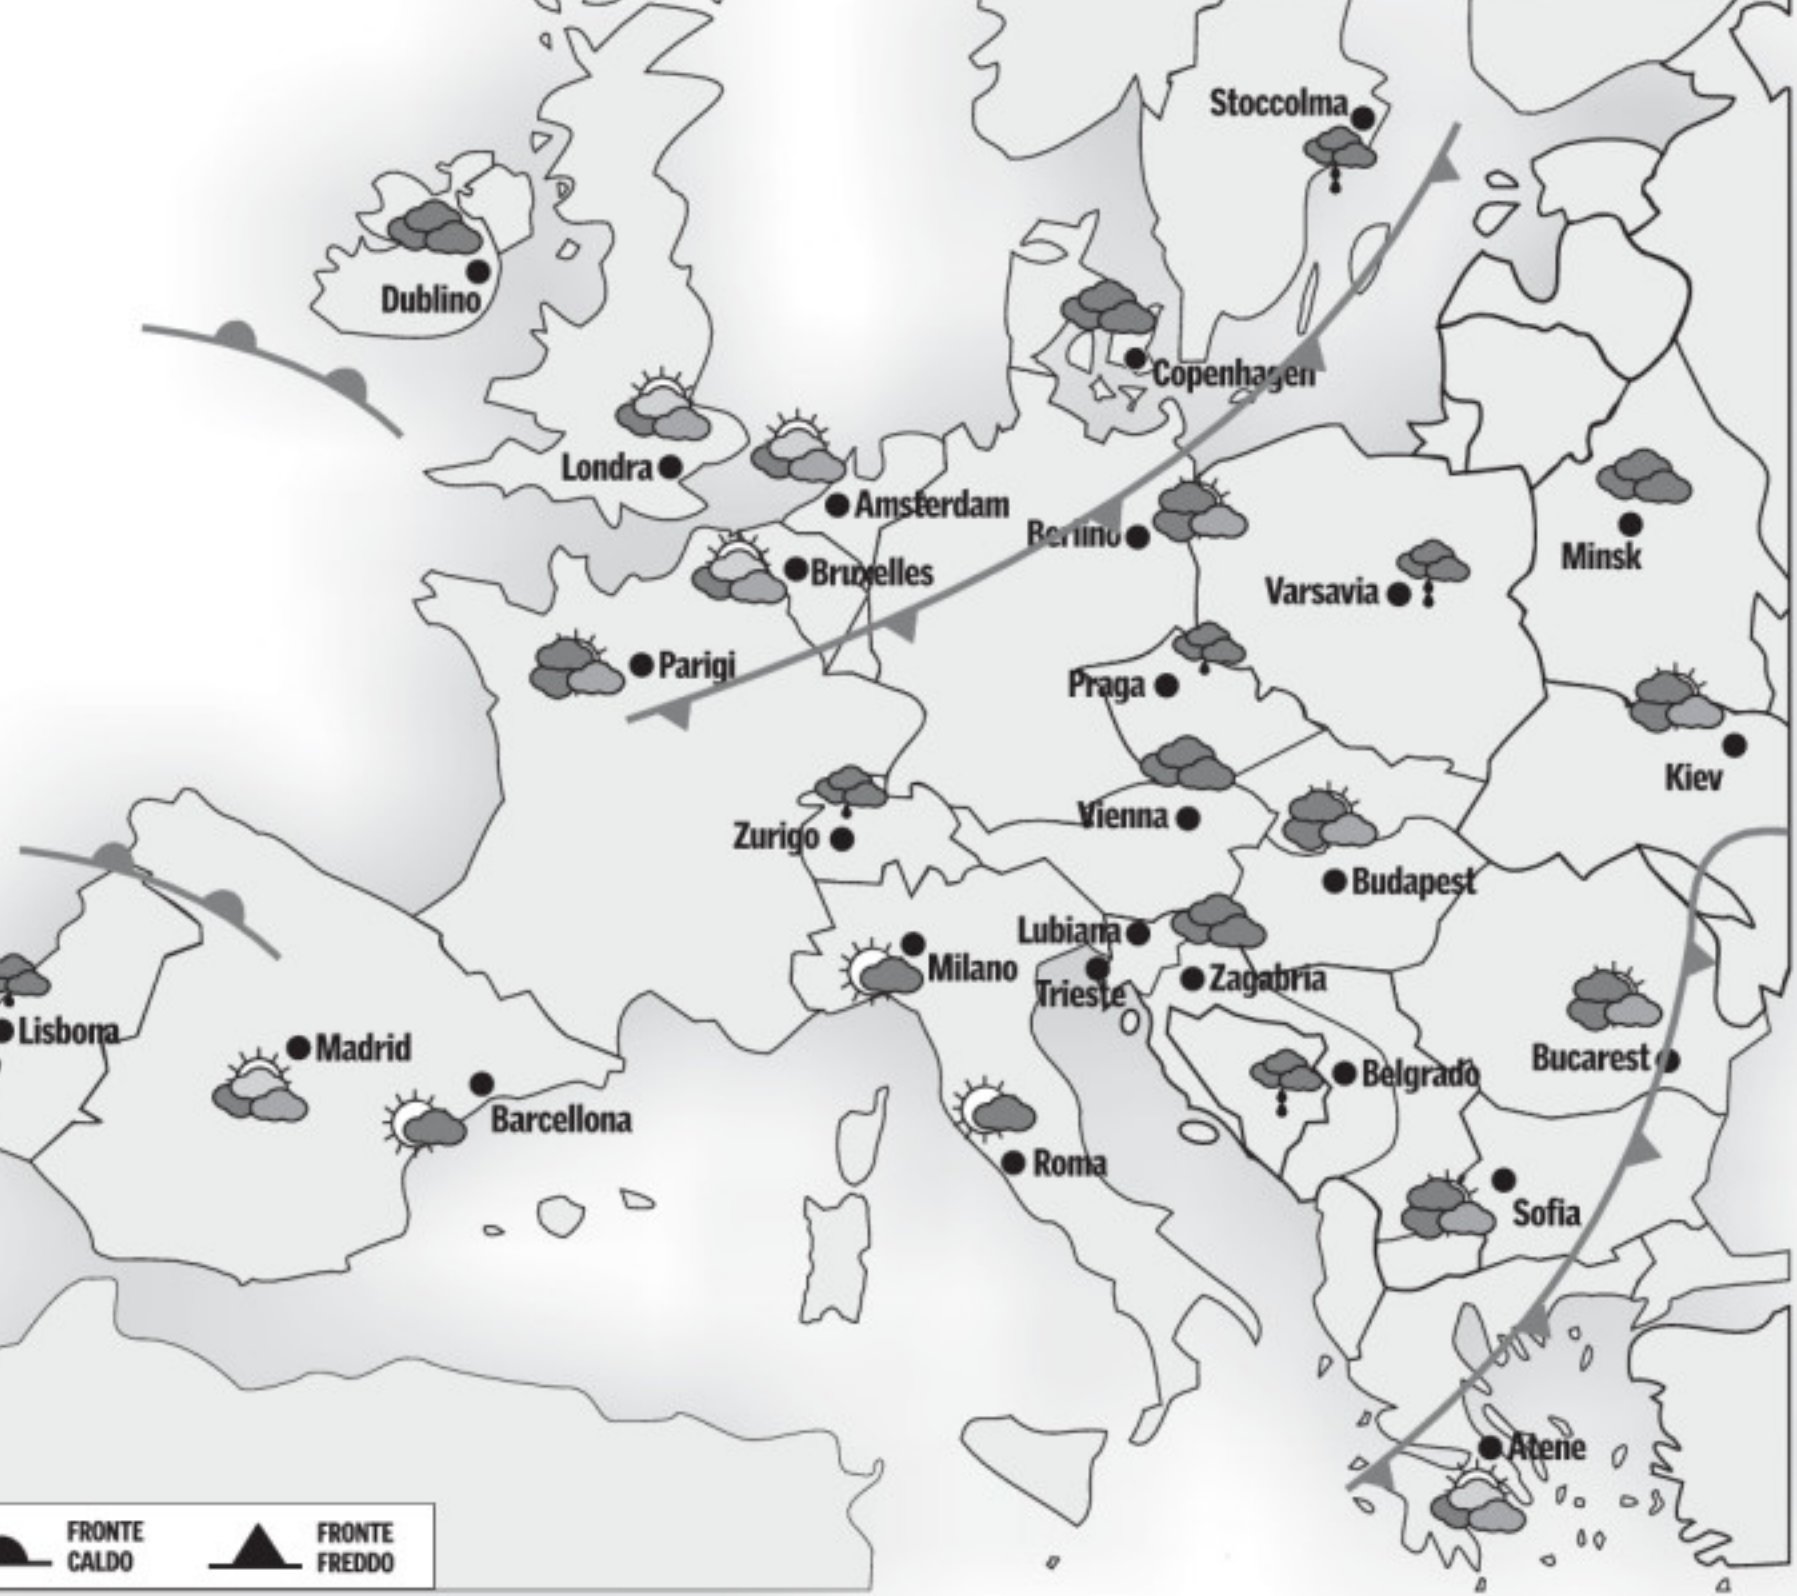 Stoccolma
Dublino
Copenhagen
Londra
Amsterdam
Berlino
Minsk
Bruxelles
Varsavia
Parigi
Praga
Kiev
Vienna
Zurigo
Budapest
Lubiana
Milano
Zagabria
Trieste
Lisbona
Madrid
Bucarest
Belgrado
Barcellona
Roma
Sofia
Atene
FRONTE
CALDO
FRONTE
FREDDO